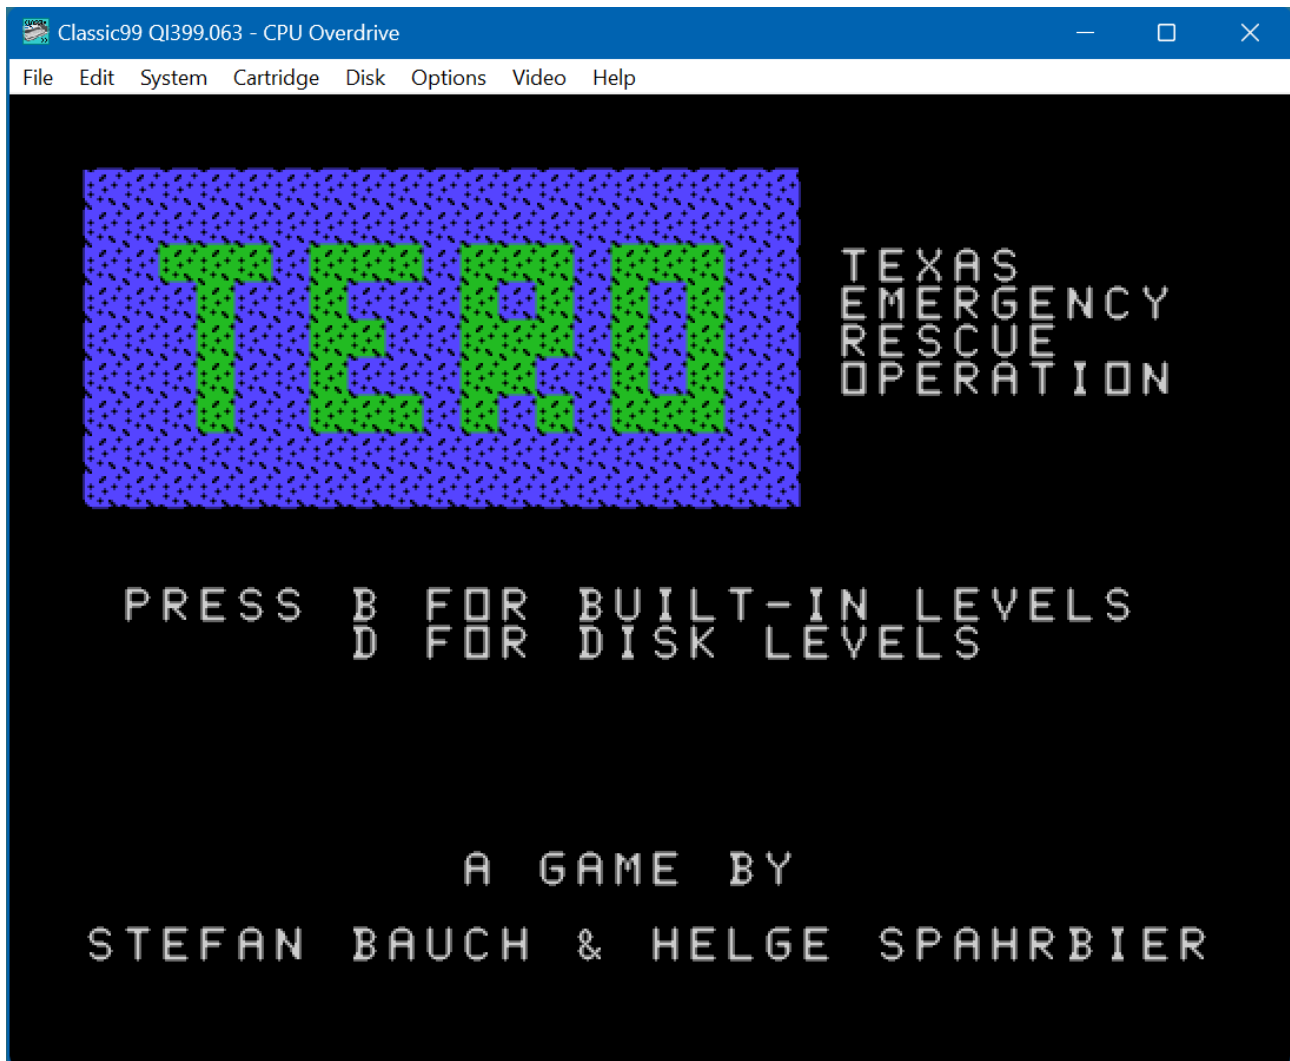 Classic99 QI399.063 - CPU Overdrive
File Edit System Cartridge Disk Options Video Help
TERO
TEXAS
EMERGENCY
RESCUE
OPERATION
PRESS B FOR BUILT-IN LEVELS
D FOR DISK LEVELS
A GAME BY
STEFAN BAUCH & HELGE SPAHRBIER